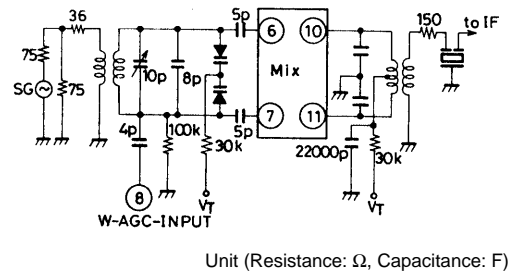 5p
150
to IF
36
6
10
75
10p
8p
Mix
SG
75
7
11
5p
4p
100k
30k
22000p
30k
8
VT
VT
W-AGC-INPUT
Unit (Resistance: Ω, Capacitance: F)